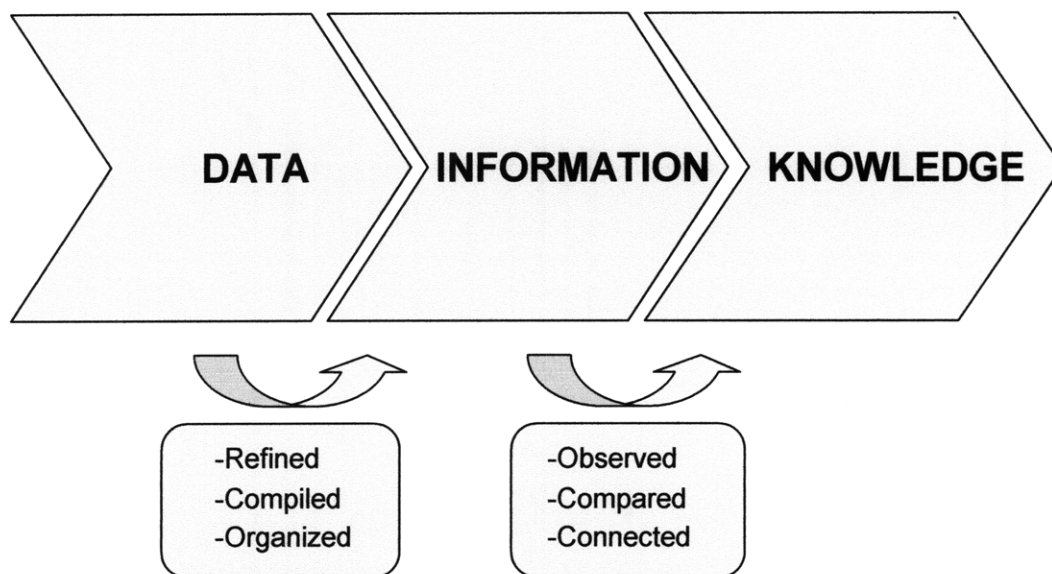 DATA
INFORMATION
KNOWLEDGE
-Refined
-Compiled
-Organized
-Observed
-Compared
-Connected